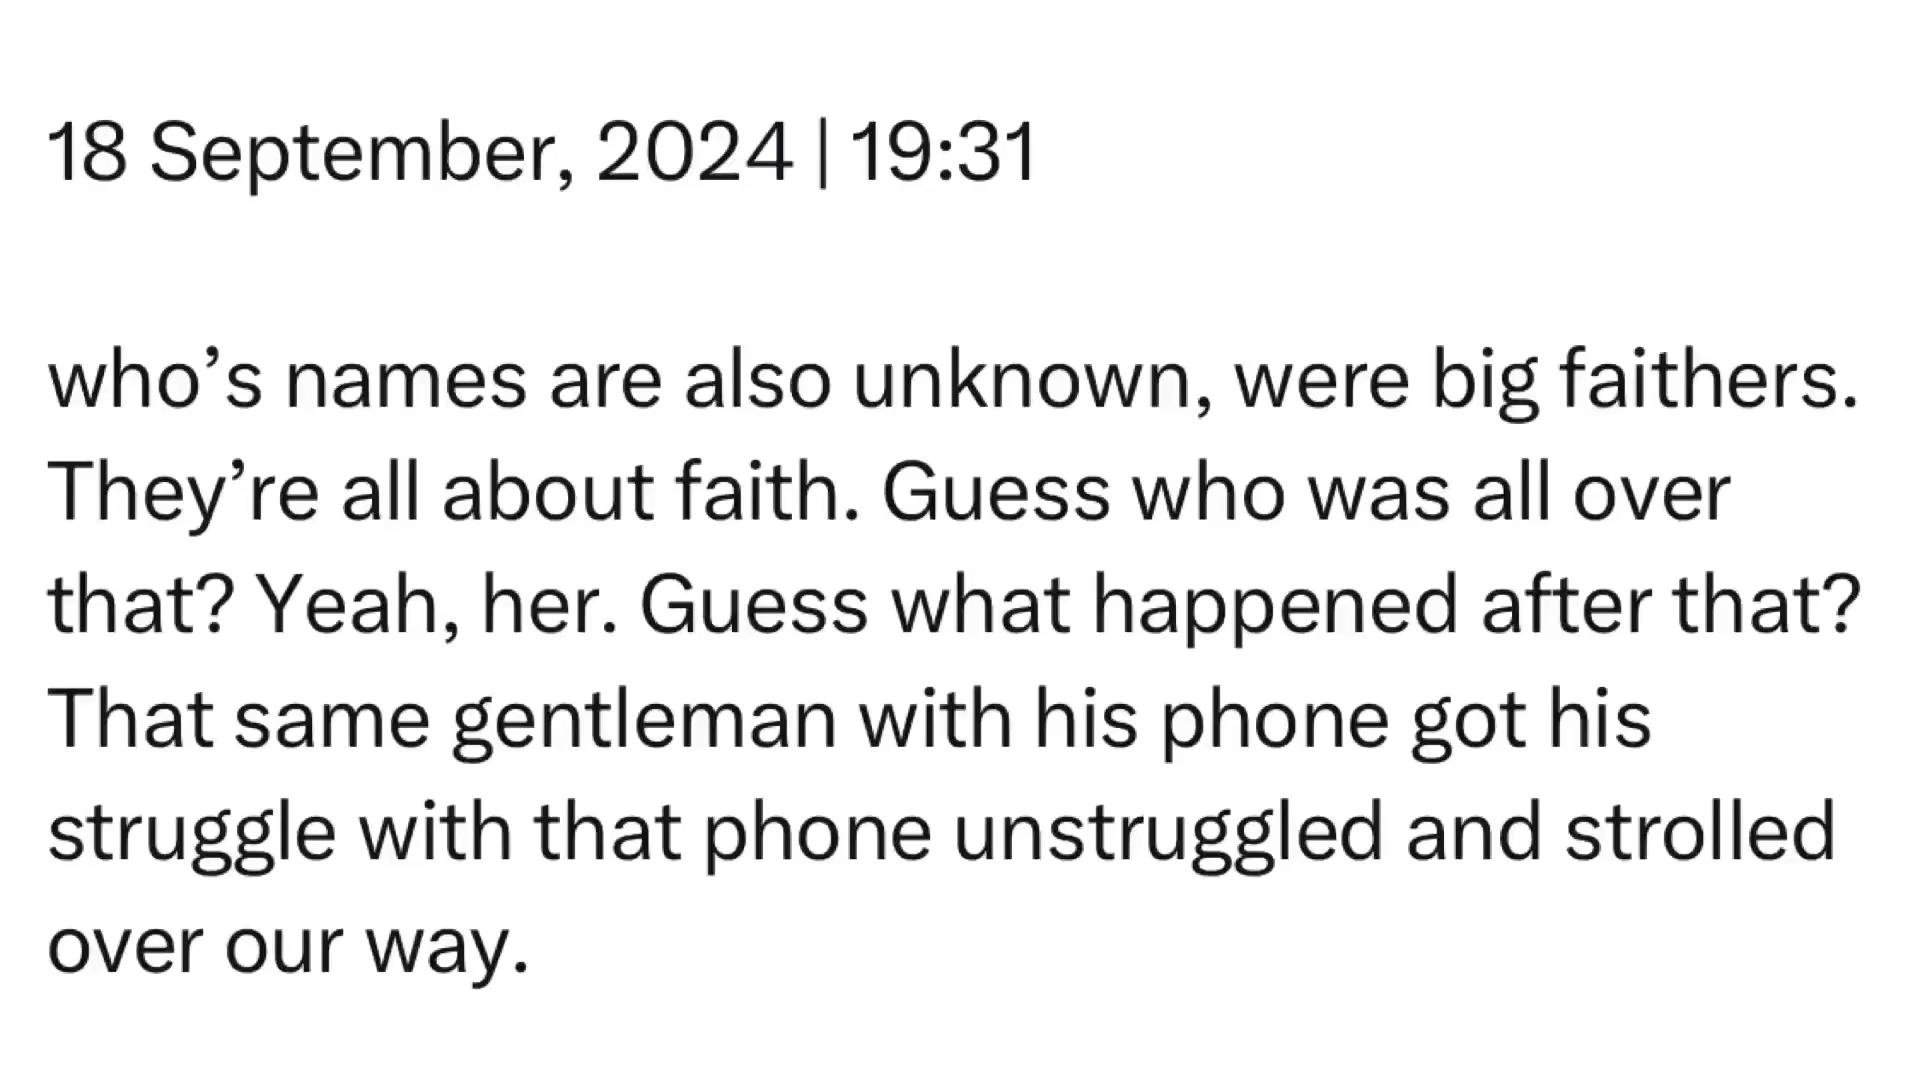 18 September, 2024 | 19:31
who’s names are also unknown, were big faithers.
They’re all about faith. Guess who was all over
that? Yeah, her. Guess what happened after that?
That same gentleman with his phone got his
struggle with that phone unstruggled and strolled
over our way.